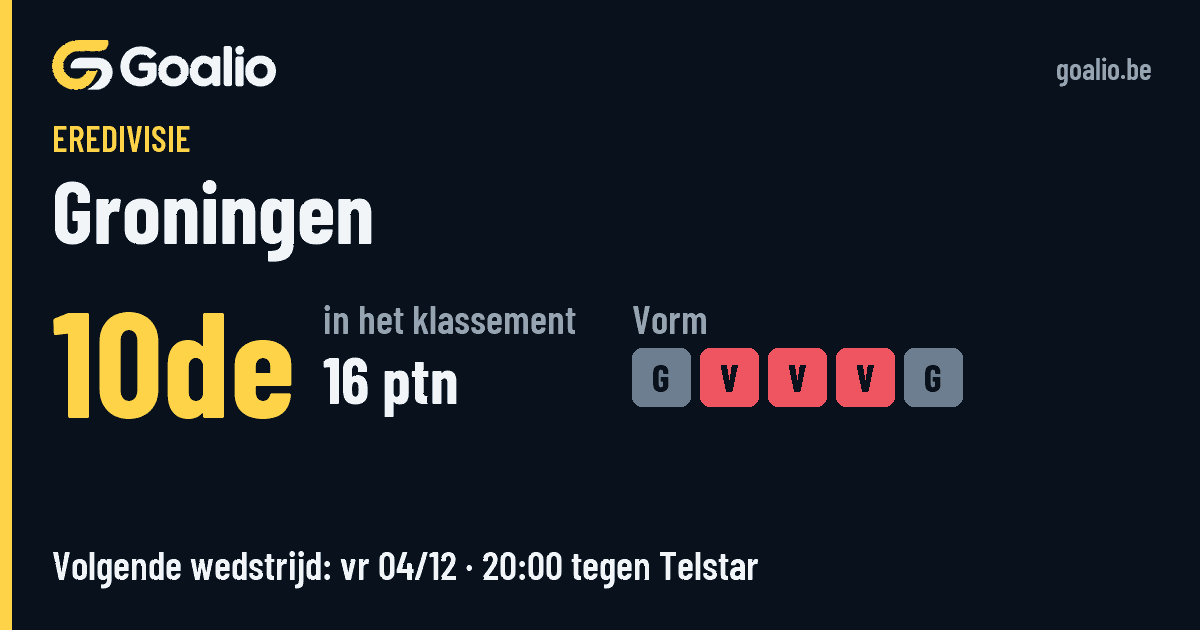 Goalio
goalio.be
EREDIVISIE
Groningen
10de
in het klassement
16 ptn
Vorm
G V V V G
Volgende wedstrijd: vr 04/12 · 20:00 tegen Telstar